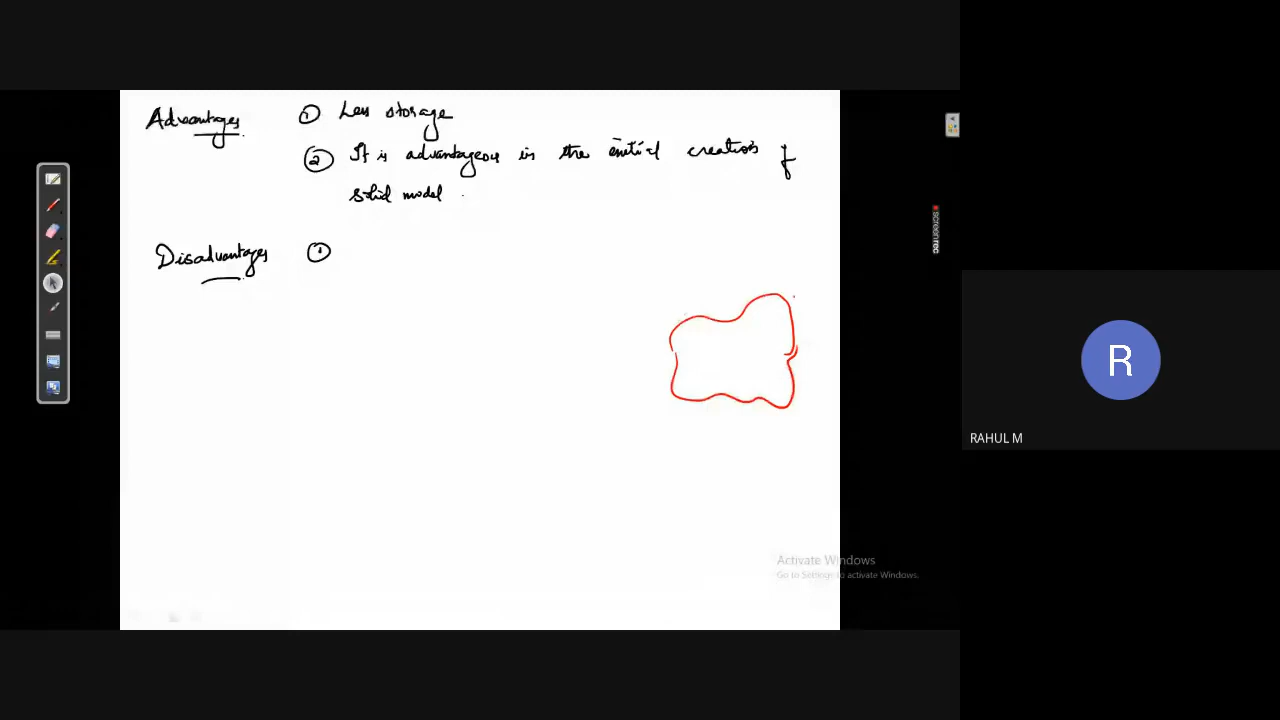 Advantages ① Less storage
② It is advantageous in the initial creation of
solid model.
Disadvantages ①
screenrec
R
RAHUL M
Activate Windows
Go to Settings to activate Windows.